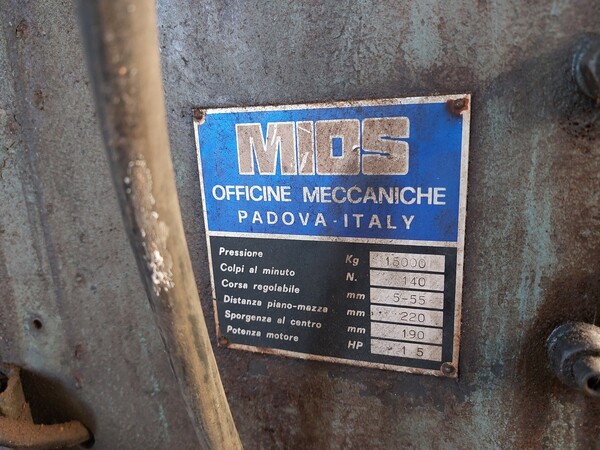 MIOS
OFFICINE MECCANICHE
PADOVA-ITALY
Pressione Kg 15000
Colpi al minuto N. 140
Corsa regolabile mm 5-55
Distanza piano-mazza mm 220
Sporgenza al centro mm 190
Potenza motore HP 1 5